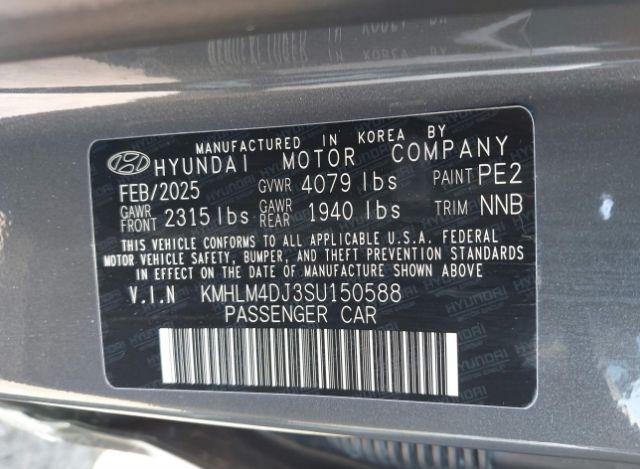 MANUFACTURED IN KOREA BY
HYUNDAI MOTOR COMPANY
FEB/2025 GVWR 4079 lbs PAINT PE2
GAWR FRONT 2315 lbs GAWR REAR 1940 lbs TRIM NNB
THIS VEHICLE CONFORMS TO ALL APPLICABLE U.S.A. FEDERAL
MOTOR VEHICLE SAFETY, BUMPER, AND THEFT PREVENTION STANDARDS
IN EFFECT ON THE DATE OF MANUFACTURE SHOWN ABOVE
V.I.N KMHLM4DJ3SU150588
PASSENGER CAR